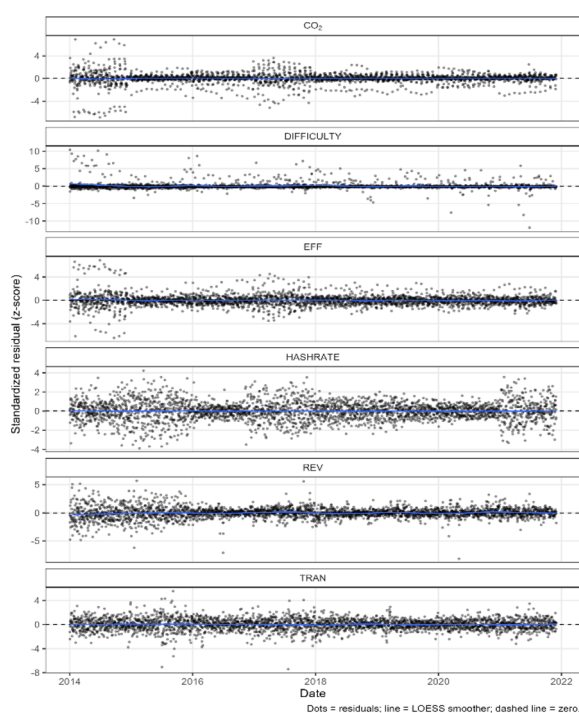 CO₂
4
0
-4
DIFFICULTY
10
5
0
-5
-10
EFF
4
0
-4
HASHRATE
4
2
0
-2
-4
REV
5
0
-5
TRAN
4
0
-4
-8
2014 2016 2018 2020 2022
Date
Standardized residual (z-score)
Dots = residuals; line = LOESS smoother; dashed line = zero.